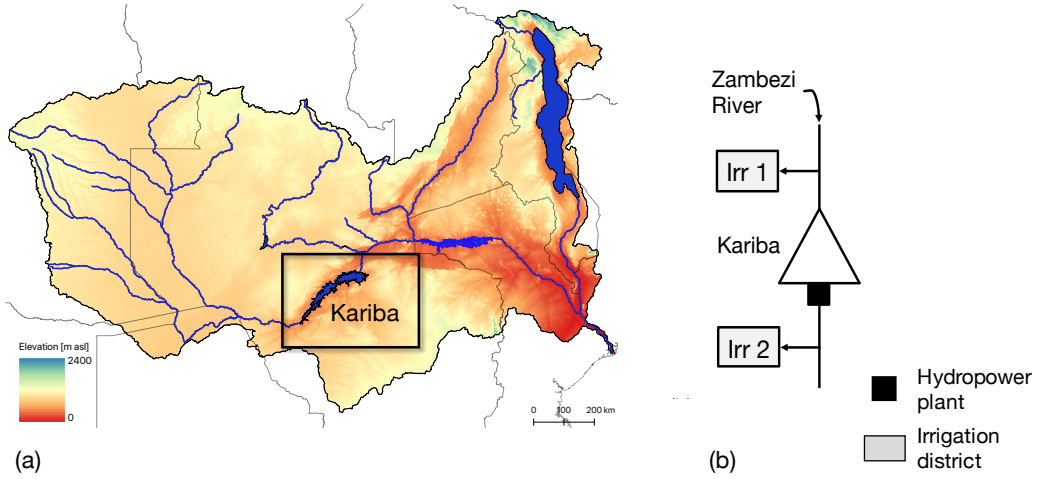 Kariba
Elevation [m asl]
2400
0
0 100 200 km
(a)
Zambezi
River
Irr 1
Kariba
Irr 2
Hydropower
plant
Irrigation
district
(b)